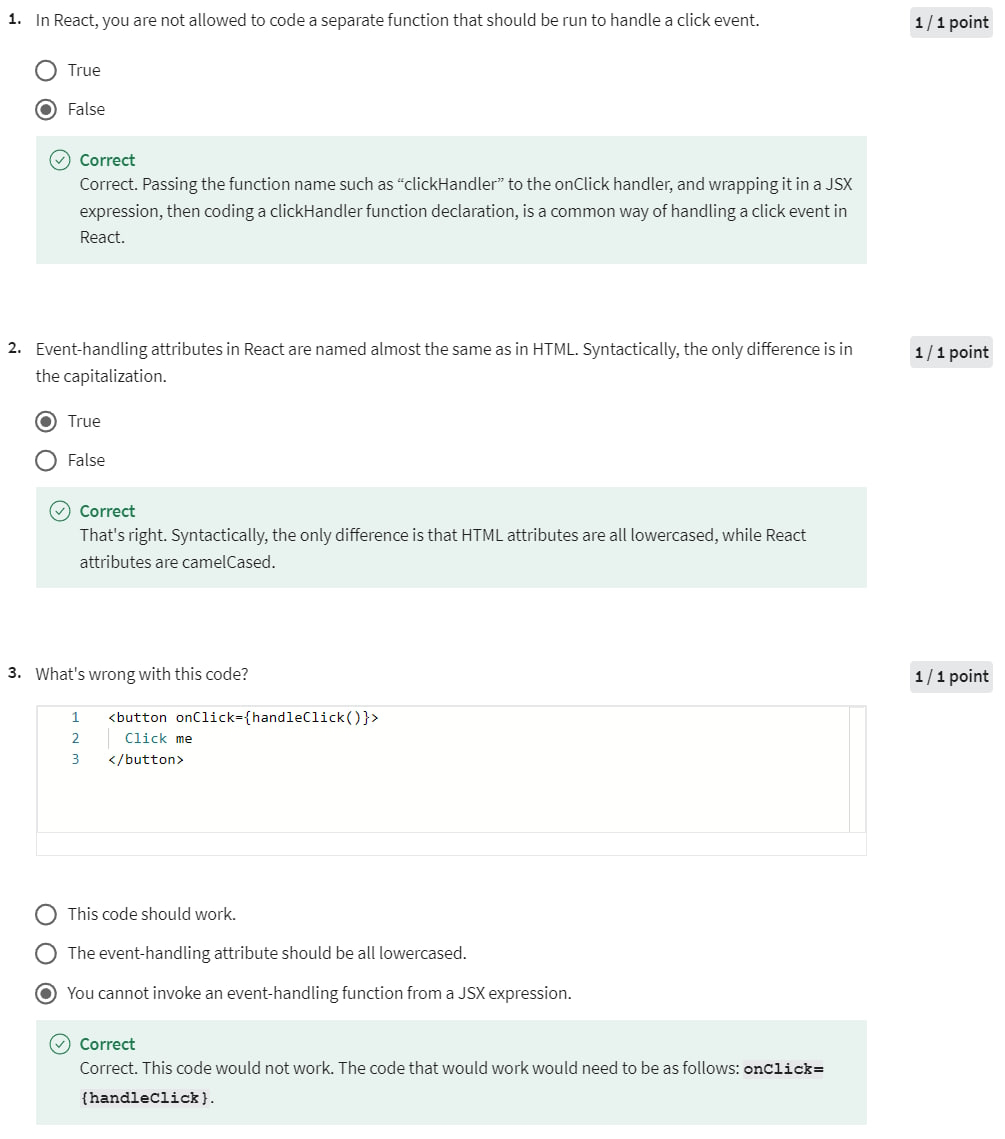 1. In React, you are not allowed to code a separate function that should be run to handle a click event.
1 / 1 point
True
False
Correct
Correct. Passing the function name such as “clickHandler” to the onClick handler, and wrapping it in a JSX
expression, then coding a clickHandler function declaration, is a common way of handling a click event in
React.
2. Event-handling attributes in React are named almost the same as in HTML. Syntactically, the only difference is in
the capitalization.
1 / 1 point
True
False
Correct
That's right. Syntactically, the only difference is that HTML attributes are all lowercased, while React
attributes are camelCased.
3. What's wrong with this code?
1 / 1 point
1 <button onClick={handleClick()}>
2 Click me
3 </button>
This code should work.
The event-handling attribute should be all lowercased.
You cannot invoke an event-handling function from a JSX expression.
Correct
Correct. This code would not work. The code that would work would need to be as follows: onClick=
{handleClick}.